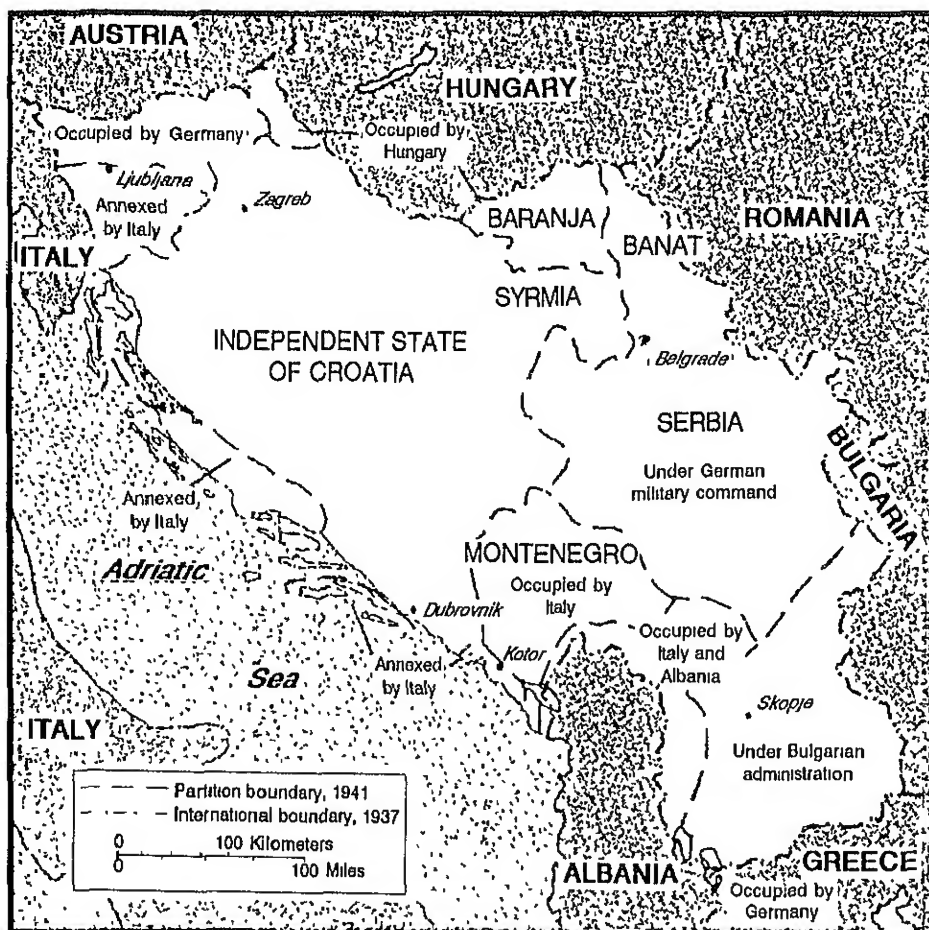 AUSTRIA
HUNGARY
Occupied by Germany
Occupied by
Hungary
Ljubljana
Zagreb
Annexed
by Italy
BARANJA
ROMANIA
ITALY
BANAT
SYRMIA
INDEPENDENT STATE
OF CROATIA
Belgrade
SERBIA
Under German
military command
BULGARIA
Annexed
by Italy
MONTENEGRO
Occupied by
Italy
Adriatic
Dubrovnik
Occupied by
Italy and
Albania
Annexed
by Italy
Kotor
Sea
Skopje
ITALY
Under Bulgarian
administration
Partition boundary, 1941
International boundary, 1937
0 100 Kilometers
0 100 Miles
ALBANIA
GREECE
Occupied by
Germany